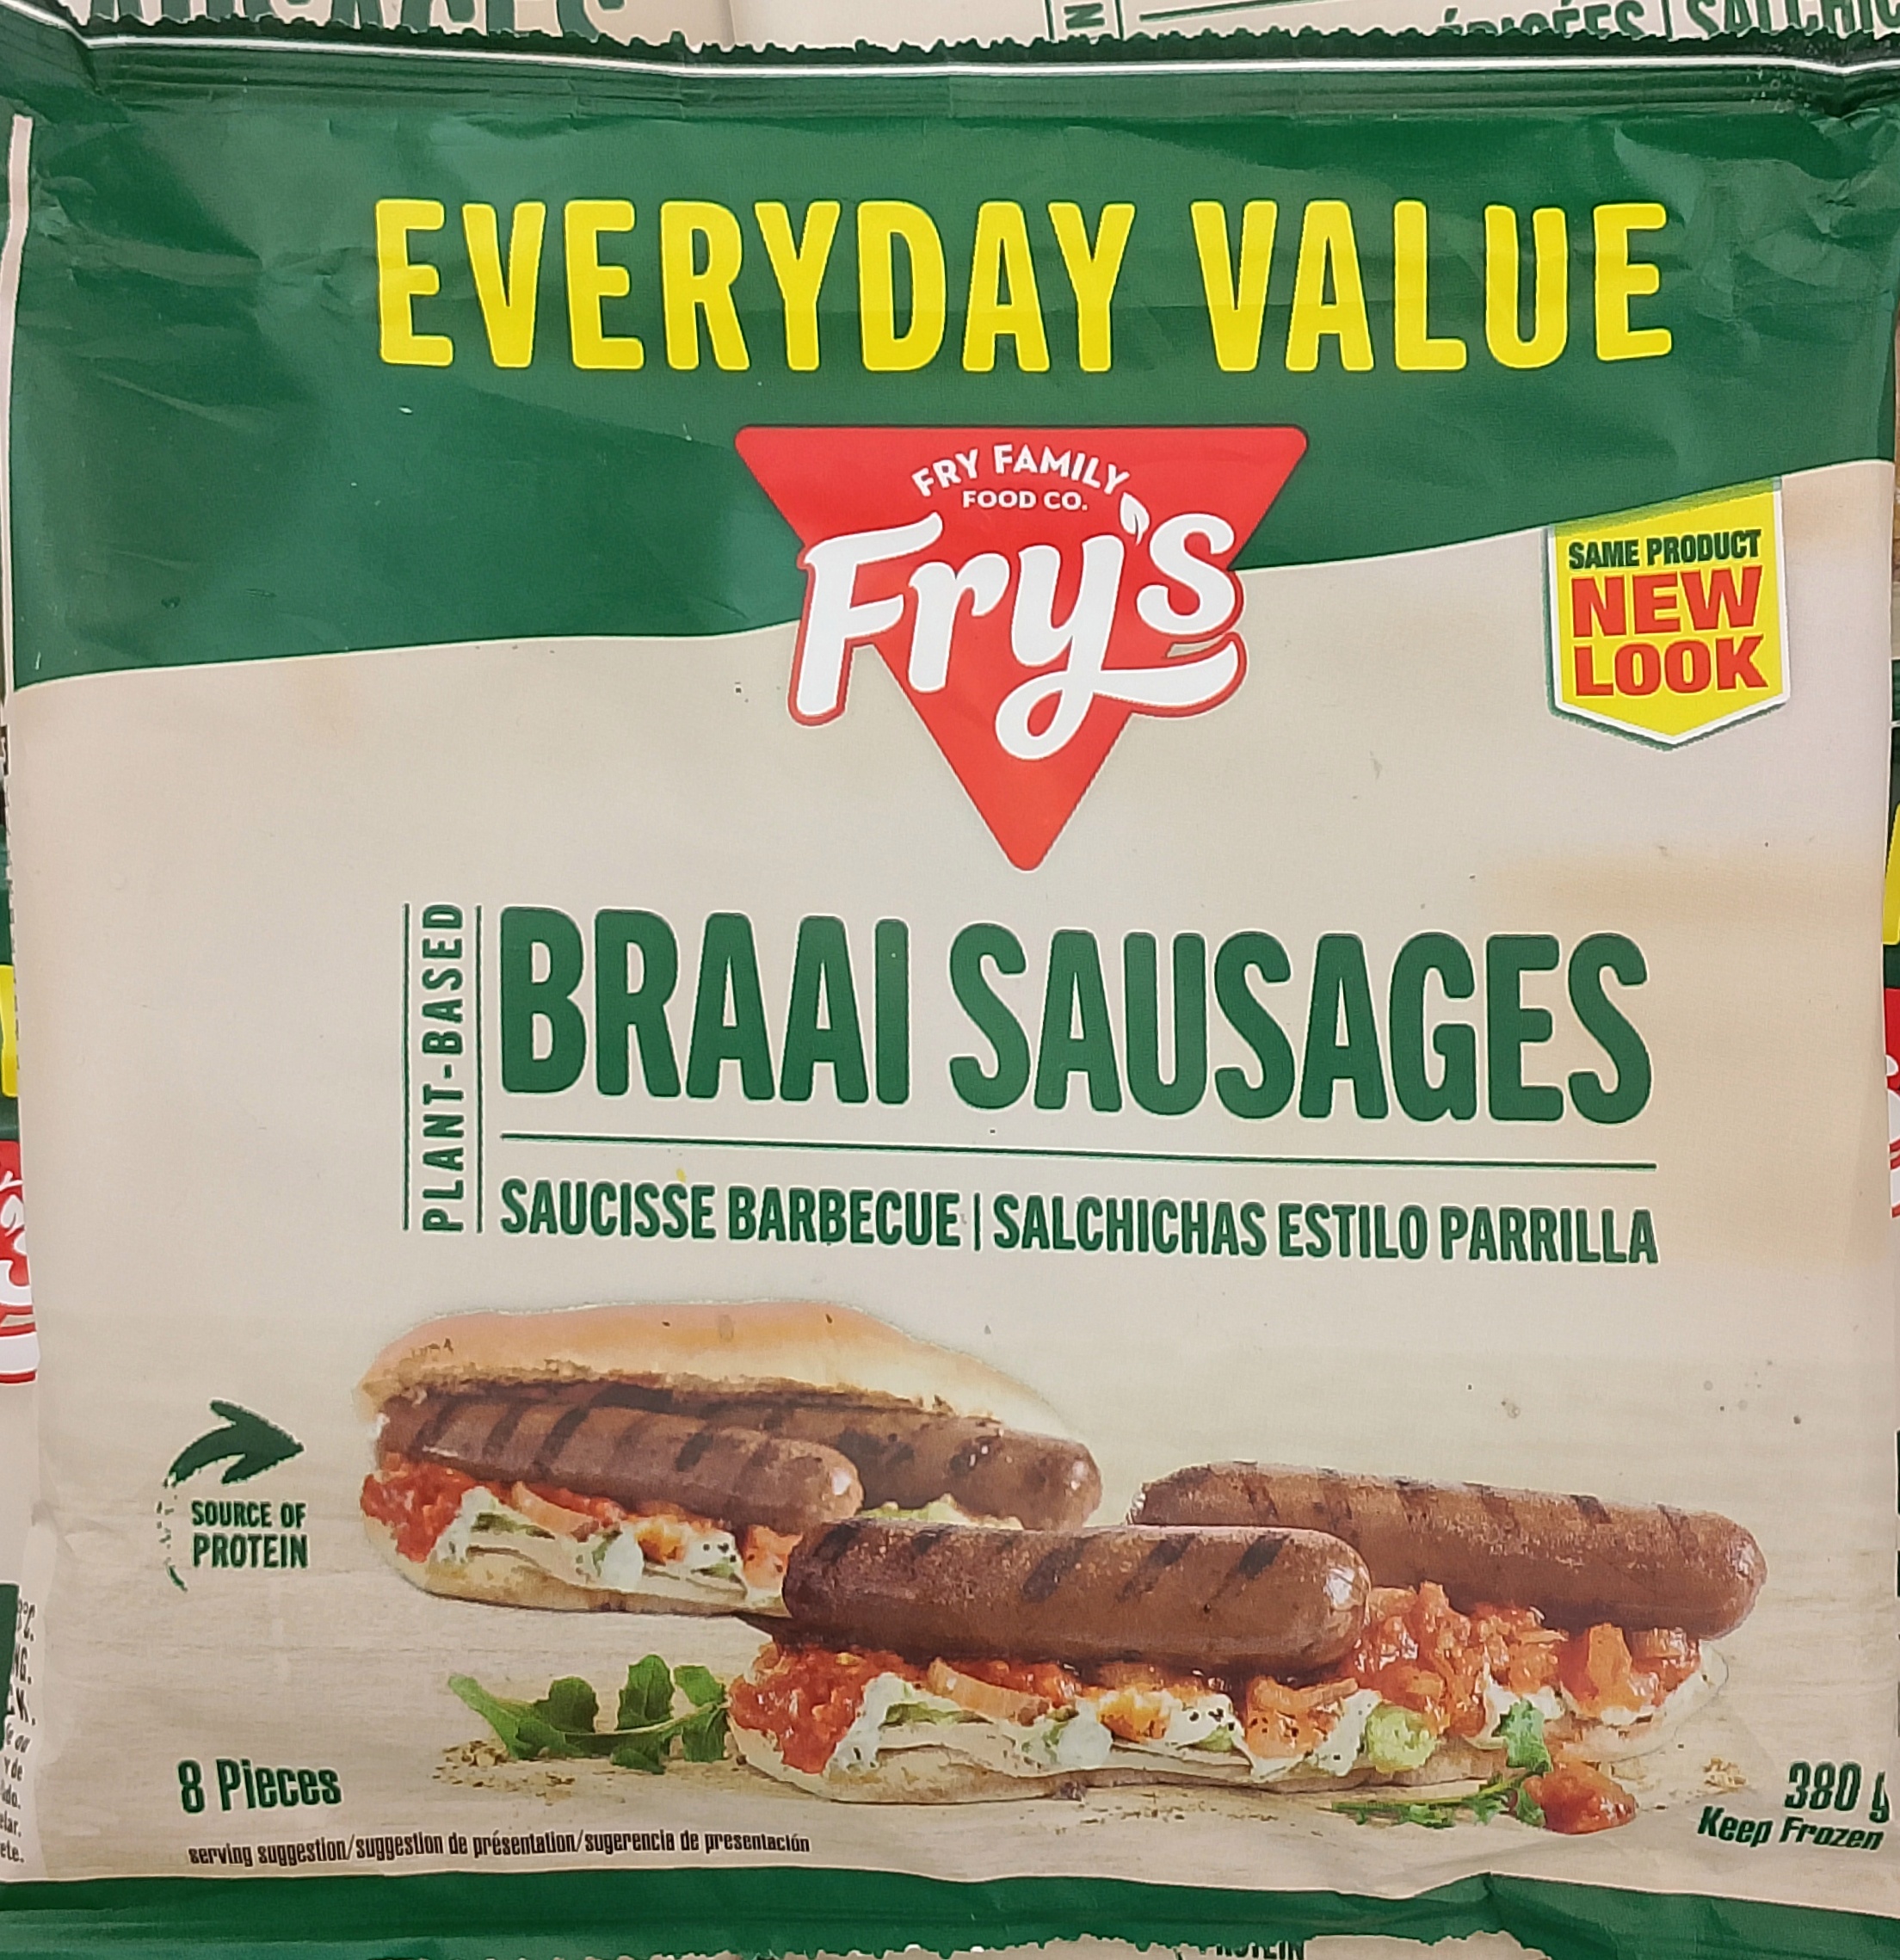 EVERYDAY VALUE
FRY FAMILY
FOOD CO.
Fry's
SAME PRODUCT
NEW
LOOK
PLANT-BASED
BRAAI SAUSAGES
SAUCISSE BARBECUE | SALCHICHAS ESTILO PARRILLA
SOURCE OF
PROTEIN
8 Pieces
380 g
Keep Frozen
serving suggestion/suggestion de présentation/sugerencia de presentación